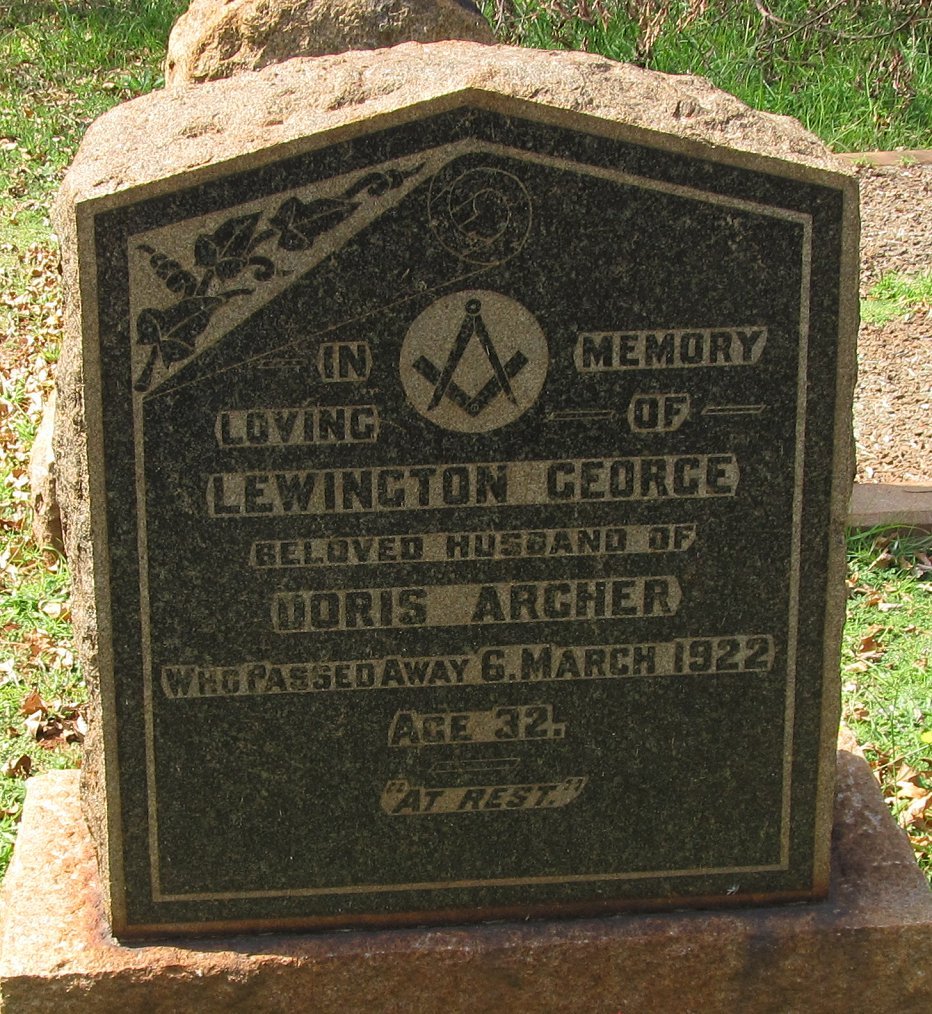 IN MEMORY
LOVING OF
LEWINGTON GEORGE
BELOVED HUSBAND OF
DORIS ARCHER
WHO PASSED AWAY 6. MARCH 1922
AGE 32.
"AT REST."